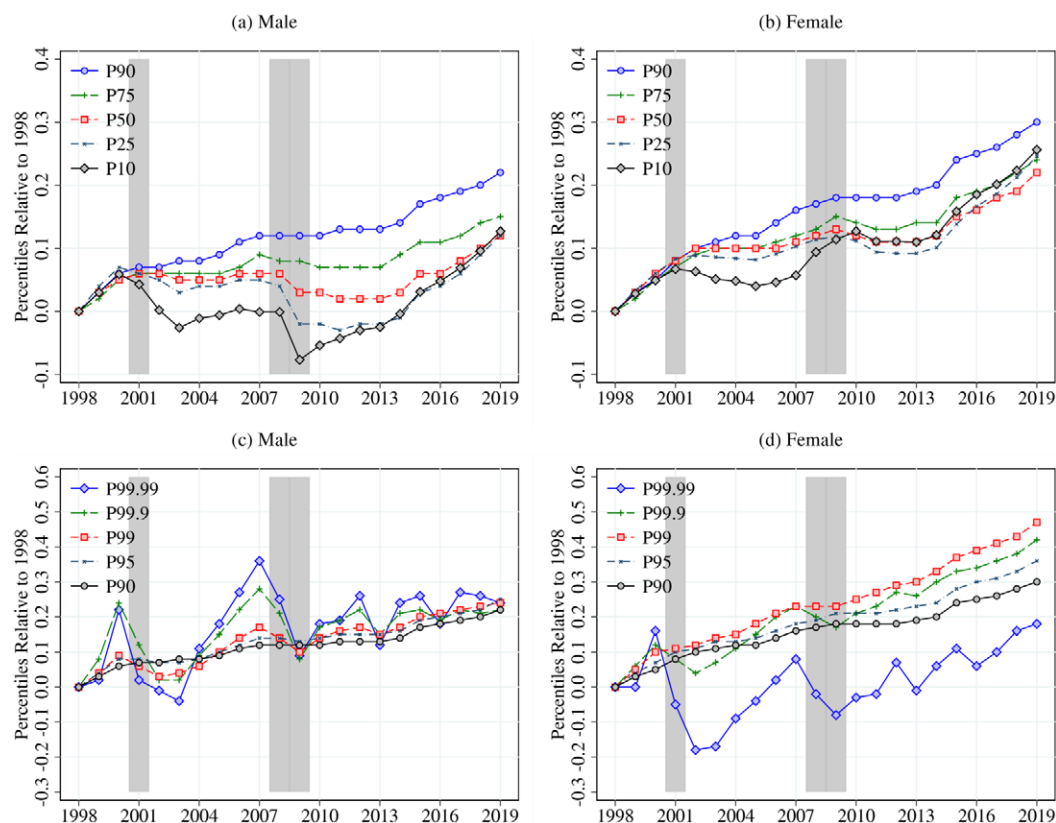 (a) Male
Percentiles Relative to 1998
0.4
0.3
0.2
0.1
0.0
-0.1
P90
P75
P50
P25
P10
1998 2001 2004 2007 2010 2013 2016 2019
(b) Female
Percentiles Relative to 1998
0.4
0.3
0.2
0.1
0.0
-0.1
P90
P75
P50
P25
P10
1998 2001 2004 2007 2010 2013 2016 2019
(c) Male
Percentiles Relative to 1998
0.6
0.5
0.4
0.3
0.2
0.1
0.0
-0.1
-0.2
-0.3
P99.99
P99.9
P99
P95
P90
1998 2001 2004 2007 2010 2013 2016 2019
(d) Female
Percentiles Relative to 1998
0.6
0.5
0.4
0.3
0.2
0.1
0.0
-0.1
-0.2
-0.3
P99.99
P99.9
P99
P95
P90
1998 2001 2004 2007 2010 2013 2016 2019